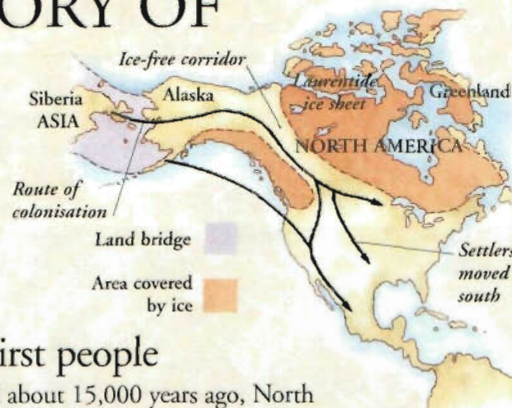 ORY OF
Ice-free corridor
Laurentide
ice sheet
Greenland
Siberia
ASIA
Alaska
NORTH AMERICA
Route of
colonisation
Land bridge
Area covered
by ice
Settlers
moved
south
irst people
about 15,000 years ago, North